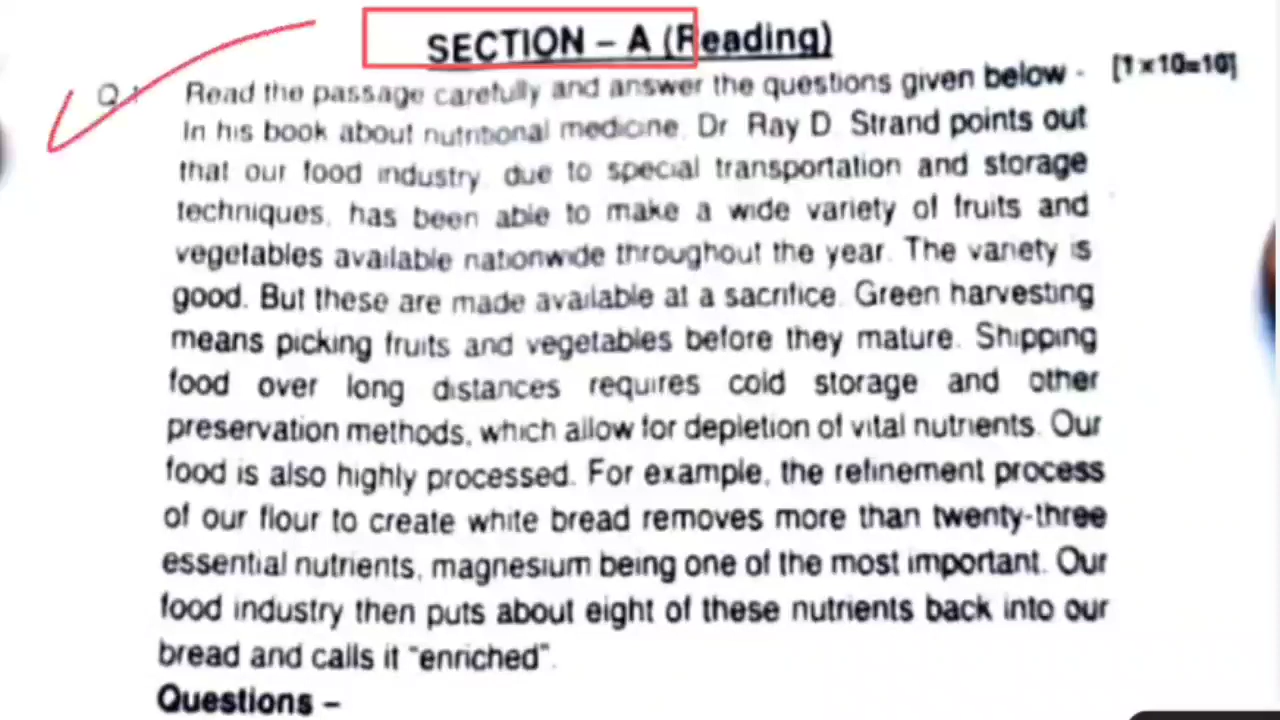 SECTION – A (Reading)
Q.1 Read the passage carefully and answer the questions given below - [1×10=10]
In his book about nutritional medicine, Dr. Ray D. Strand points out
that our food industry, due to special transportation and storage
techniques, has been able to make a wide variety of fruits and
vegetables available nationwide throughout the year. The variety is
good. But these are made available at a sacrifice. Green harvesting
means picking fruits and vegetables before they mature. Shipping
food over long distances requires cold storage and other
preservation methods, which allow for depletion of vital nutrients. Our
food is also highly processed. For example, the refinement process
of our flour to create white bread removes more than twenty-three
essential nutrients, magnesium being one of the most important. Our
food industry then puts about eight of these nutrients back into our
bread and calls it "enriched".
Questions –